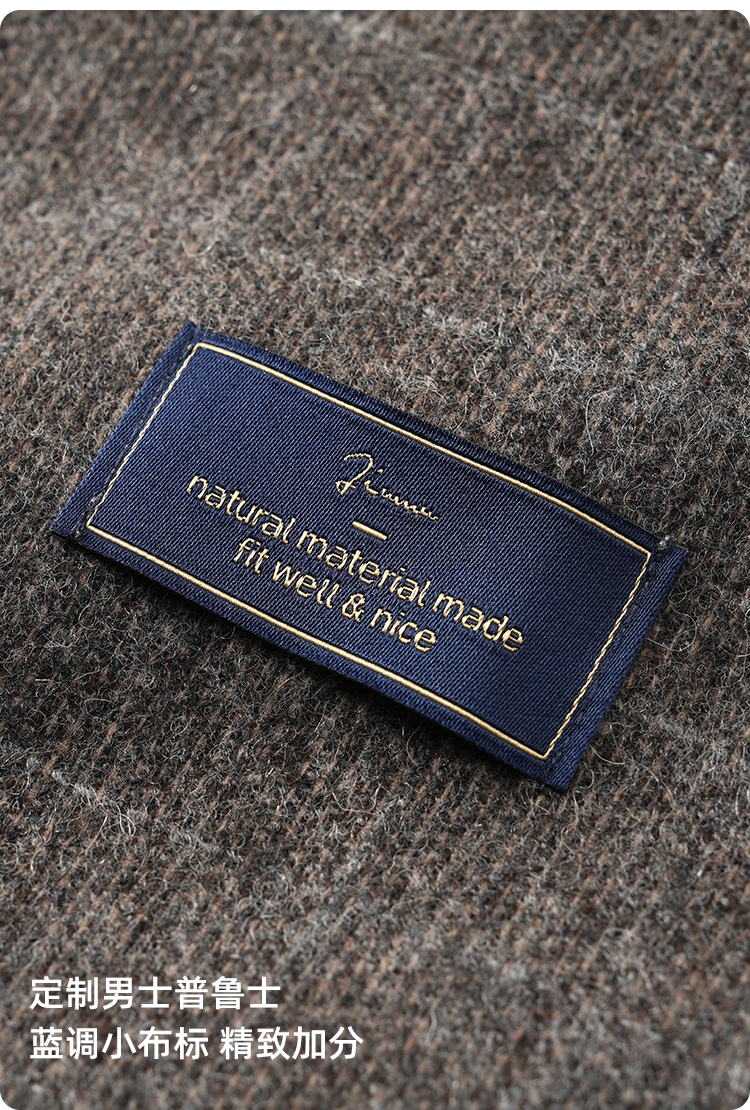 natural material made
fit well & nice
定制男士普鲁士
蓝调小布标 精致加分